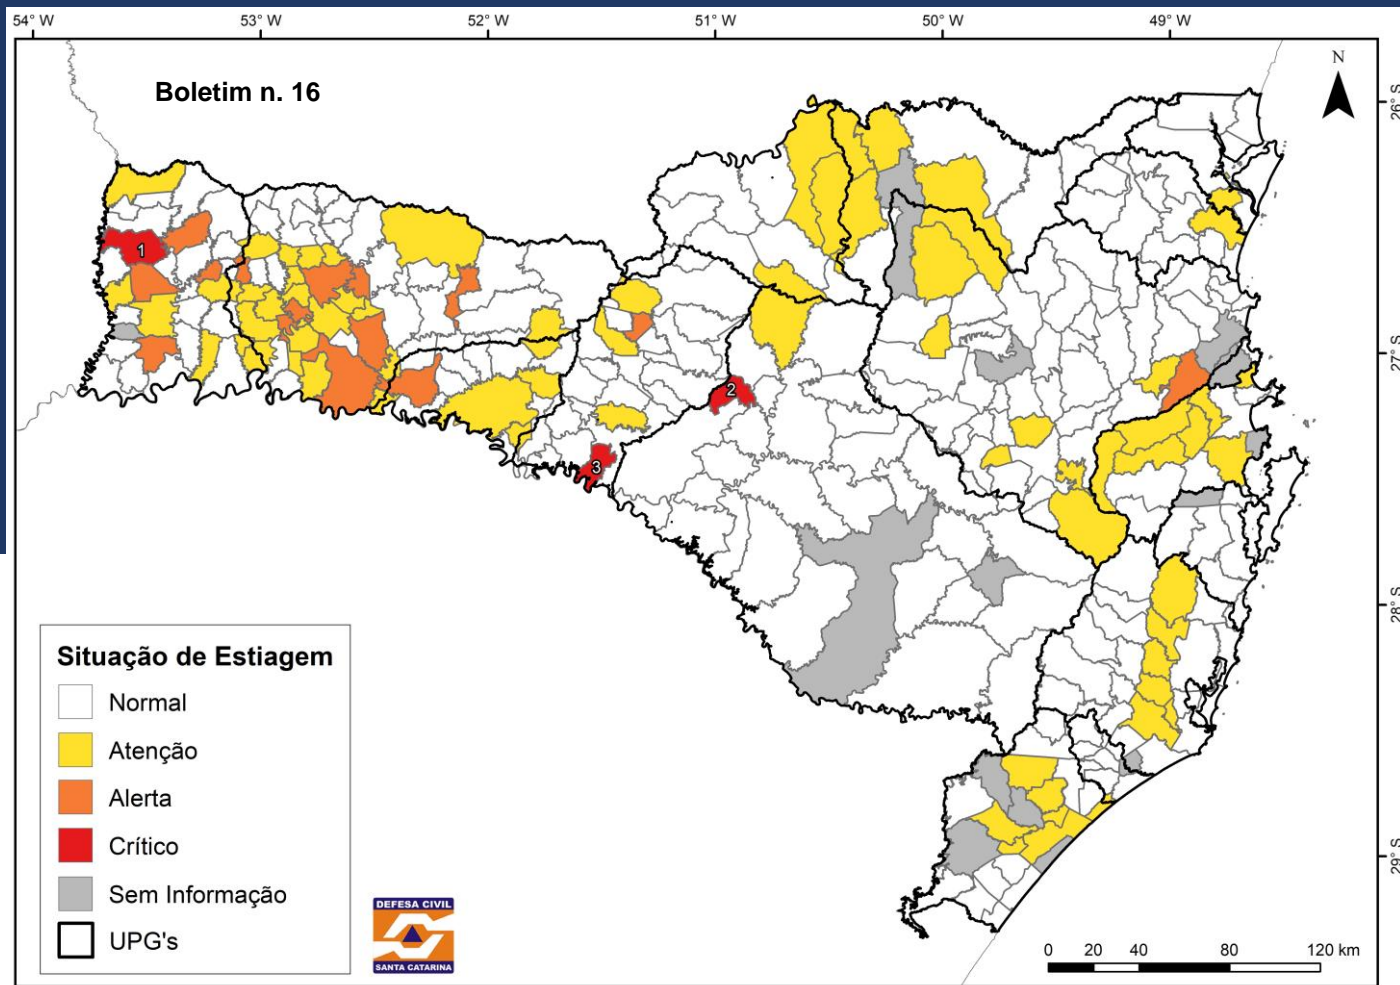 54° W
53° W
52° W
51° W
50° W
49° W
Boletim n. 16
N
26° S
27° S
28° S
29° S
1
2
3
Situação de Estiagem
Normal
Atenção
Alerta
Crítico
Sem Informação
UPG's
DEFESA CIVIL
SANTA CATARINA
0 20 40 80 120 km